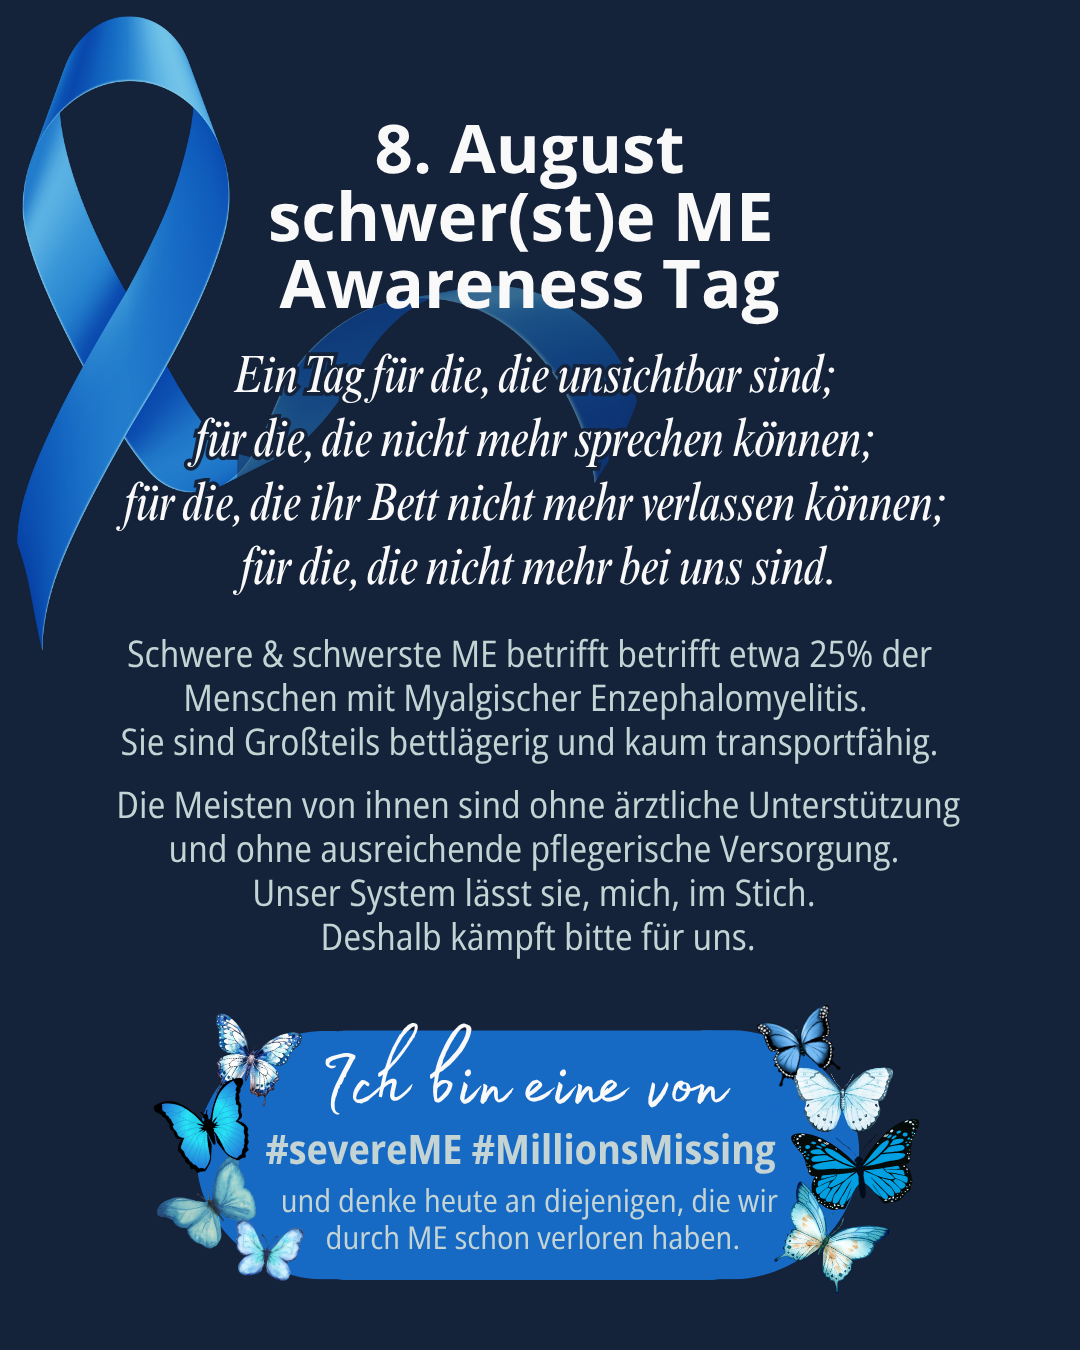 8. August
schwer(st)e ME
Awareness Tag
Ein Tag für die, die unsichtbar sind;
für die, die nicht mehr sprechen können;
für die, die ihr Bett nicht mehr verlassen können;
für die, die nicht mehr bei uns sind.
Schwere & schwerste ME betrifft betrifft etwa 25% der
Menschen mit Myalgischer Enzephalomyelitis.
Sie sind Großteils bettlägerig und kaum transportfähig.
Die Meisten von ihnen sind ohne ärztliche Unterstützung
und ohne ausreichende pflegerische Versorgung.
Unser System lässt sie, mich, im Stich.
Deshalb kämpft bitte für uns.
Ich bin eine von
#severeME #MillionsMissing
und denke heute an diejenigen, die wir
durch ME schon verloren haben.